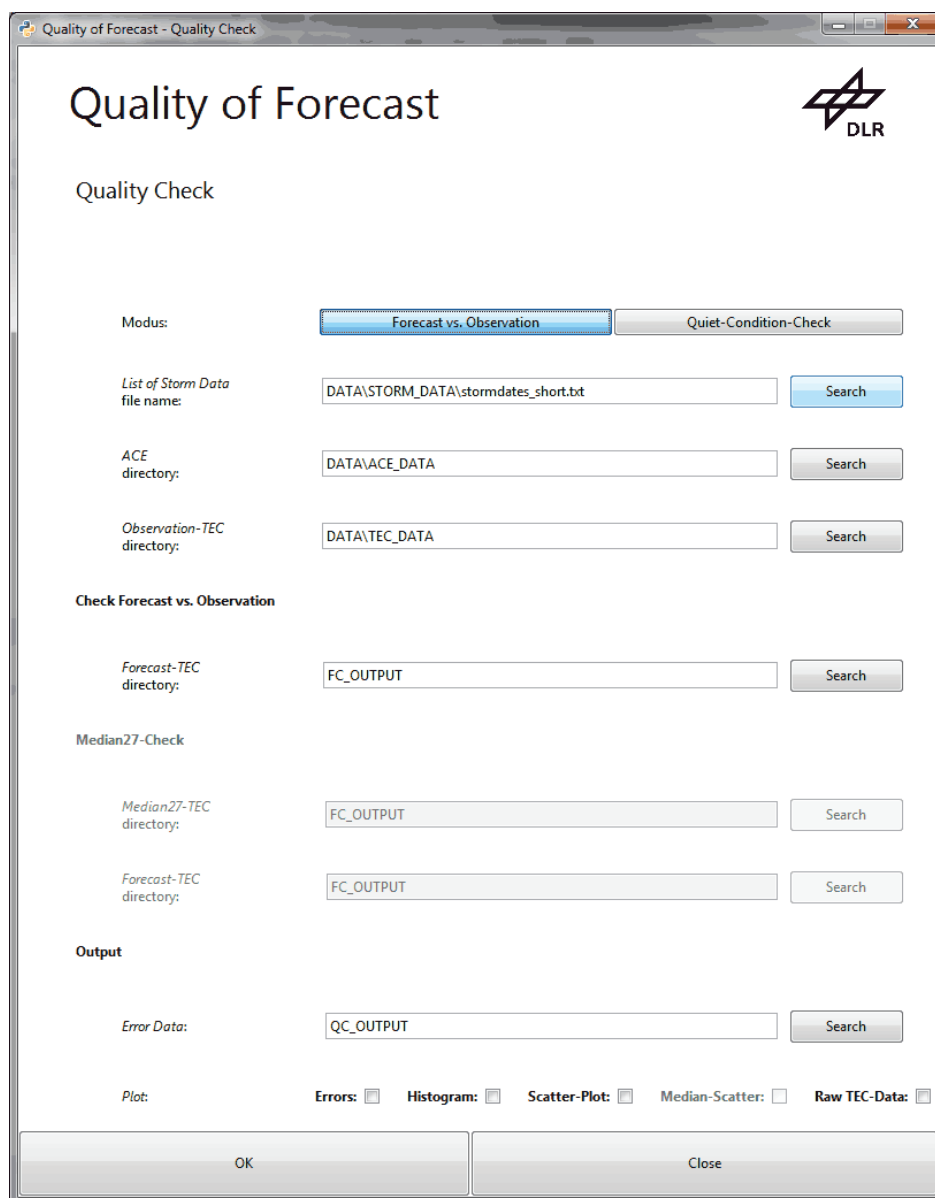 Quality of Forecast - Quality Check
Quality of Forecast
DLR
Quality Check
Modus:
Forecast vs. Observation
Quiet-Condition-Check
List of Storm Data
file name:
DATA\STORM_DATA\stormdates_short.txt
Search
ACE
directory:
DATA\ACE_DATA
Search
Observation-TEC
directory:
DATA\TEC_DATA
Search
Check Forecast vs. Observation
Forecast-TEC
directory:
FC_OUTPUT
Search
Median27-Check
Median27-TEC
directory:
FC_OUTPUT
Search
Forecast-TEC
directory:
FC_OUTPUT
Search
Output
Error Data:
QC_OUTPUT
Search
Plot:
Errors:
Histogram:
Scatter-Plot:
Median-Scatter:
Raw TEC-Data:
OK
Close